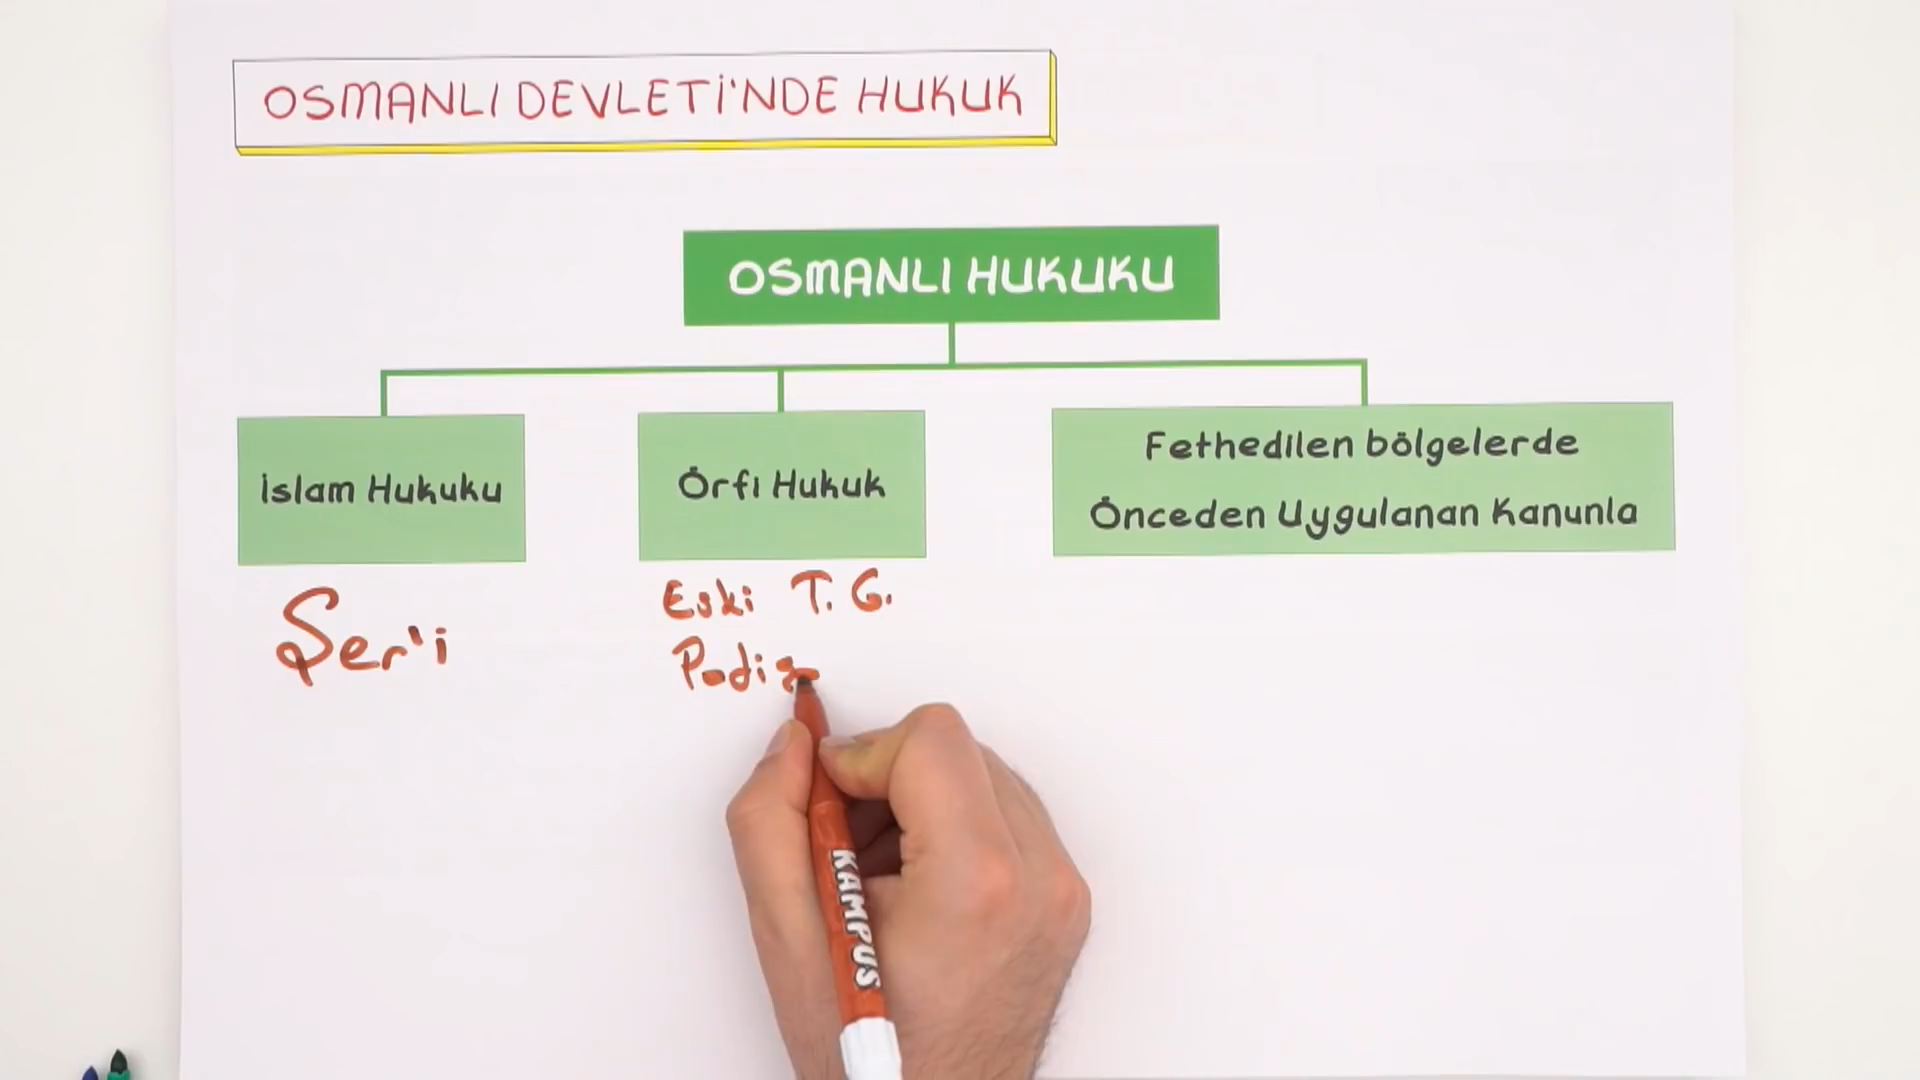 OSMANLI DEVLETİ'NDE HUKUK
OSMANLI HUKUKU
İslam Hukuku
Örfi Hukuk
Fethedilen bölgelerde
Önceden Uygulanan Kanunla
Şer'i
Eski T. G.
KAMPUS